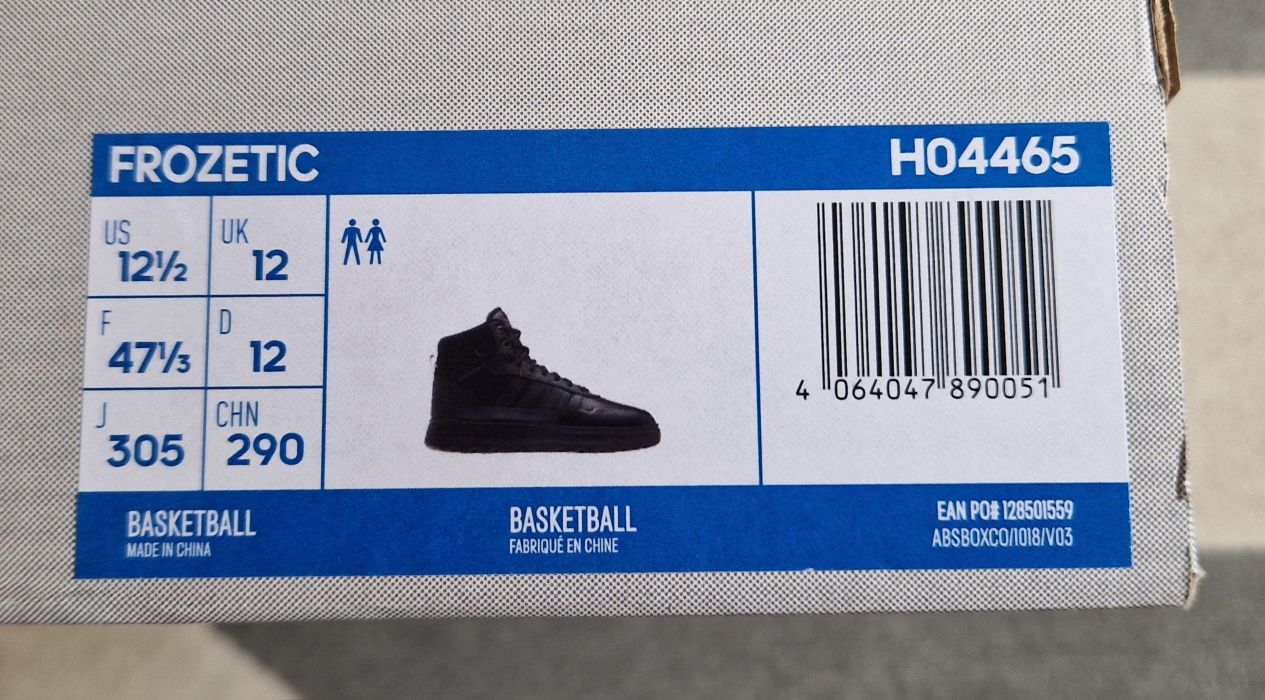 FROZETIC H04465
US 12½ UK 12
F 47⅓ D 12
J 305 CHN 290
4 064047 890051
BASKETBALL
MADE IN CHINA
BASKETBALL
FABRIQUÉ EN CHINE
EAN PO# 128501559
ABSBOXCO/1018/V03